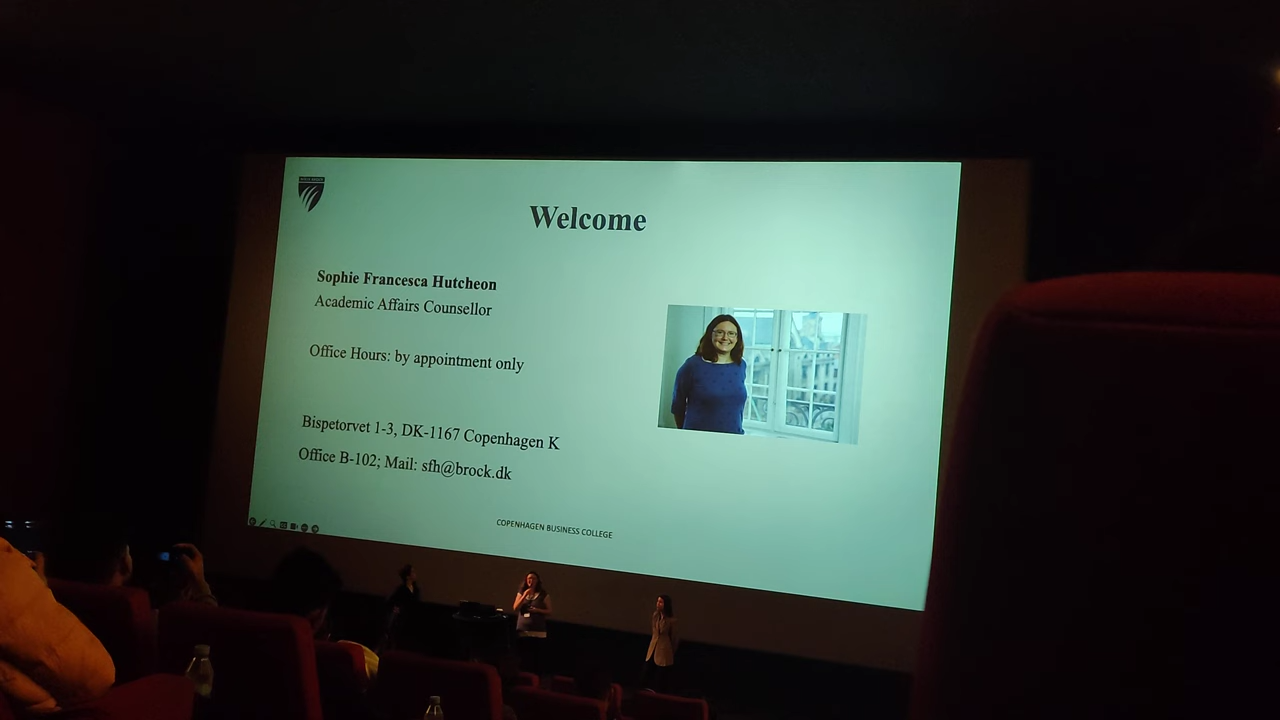 Welcome
Sophie Francesca Hutcheon
Academic Affairs Counsellor
Office Hours: by appointment only
Bispetorvet 1-3, DK-1167 Copenhagen K
Office B-102; Mail: sfh@brock.dk
COPENHAGEN BUSINESS COLLEGE